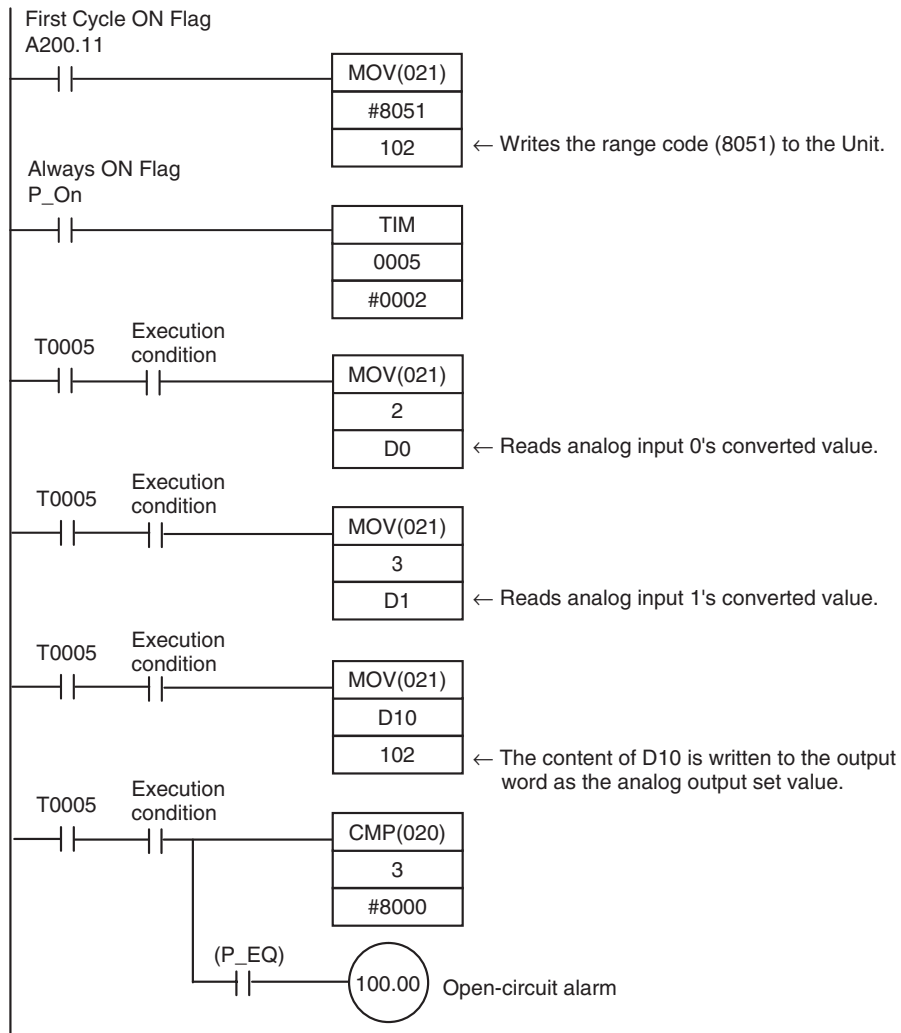 First Cycle ON Flag
A200.11
MOV(021)
#8051
102
← Writes the range code (8051) to the Unit.
Always ON Flag
P_On
TIM
0005
#0002
T0005
Execution
condition
MOV(021)
2
D0
← Reads analog input 0's converted value.
T0005
Execution
condition
MOV(021)
3
D1
← Reads analog input 1's converted value.
T0005
Execution
condition
MOV(021)
D10
102
← The content of D10 is written to the output
word as the analog output set value.
T0005
Execution
condition
CMP(020)
3
#8000
(P_EQ)
100.00
Open-circuit alarm